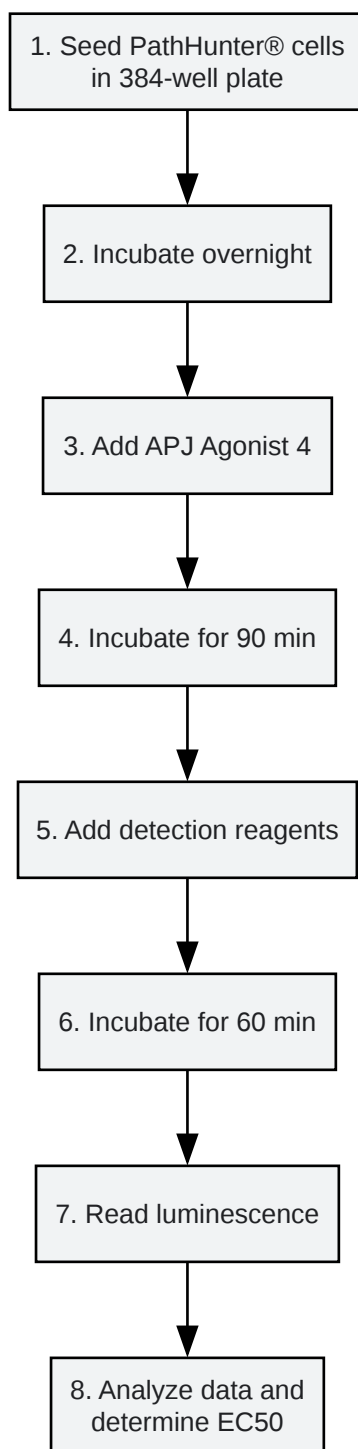 1. Seed PathHunter® cells
in 384-well plate
2. Incubate overnight
3. Add APJ Agonist 4
4. Incubate for 90 min
5. Add detection reagents
6. Incubate for 60 min
7. Read luminescence
8. Analyze data and
determine EC50